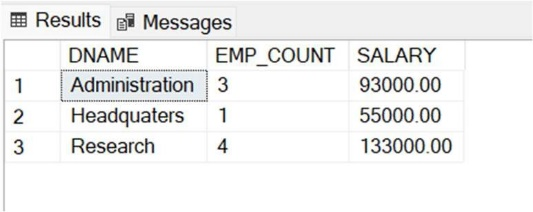 Results Messages
DNAME EMP_COUNT SALARY
1 Administration 3 93000.00
2 Headquaters 1 55000.00
3 Research 4 133000.00